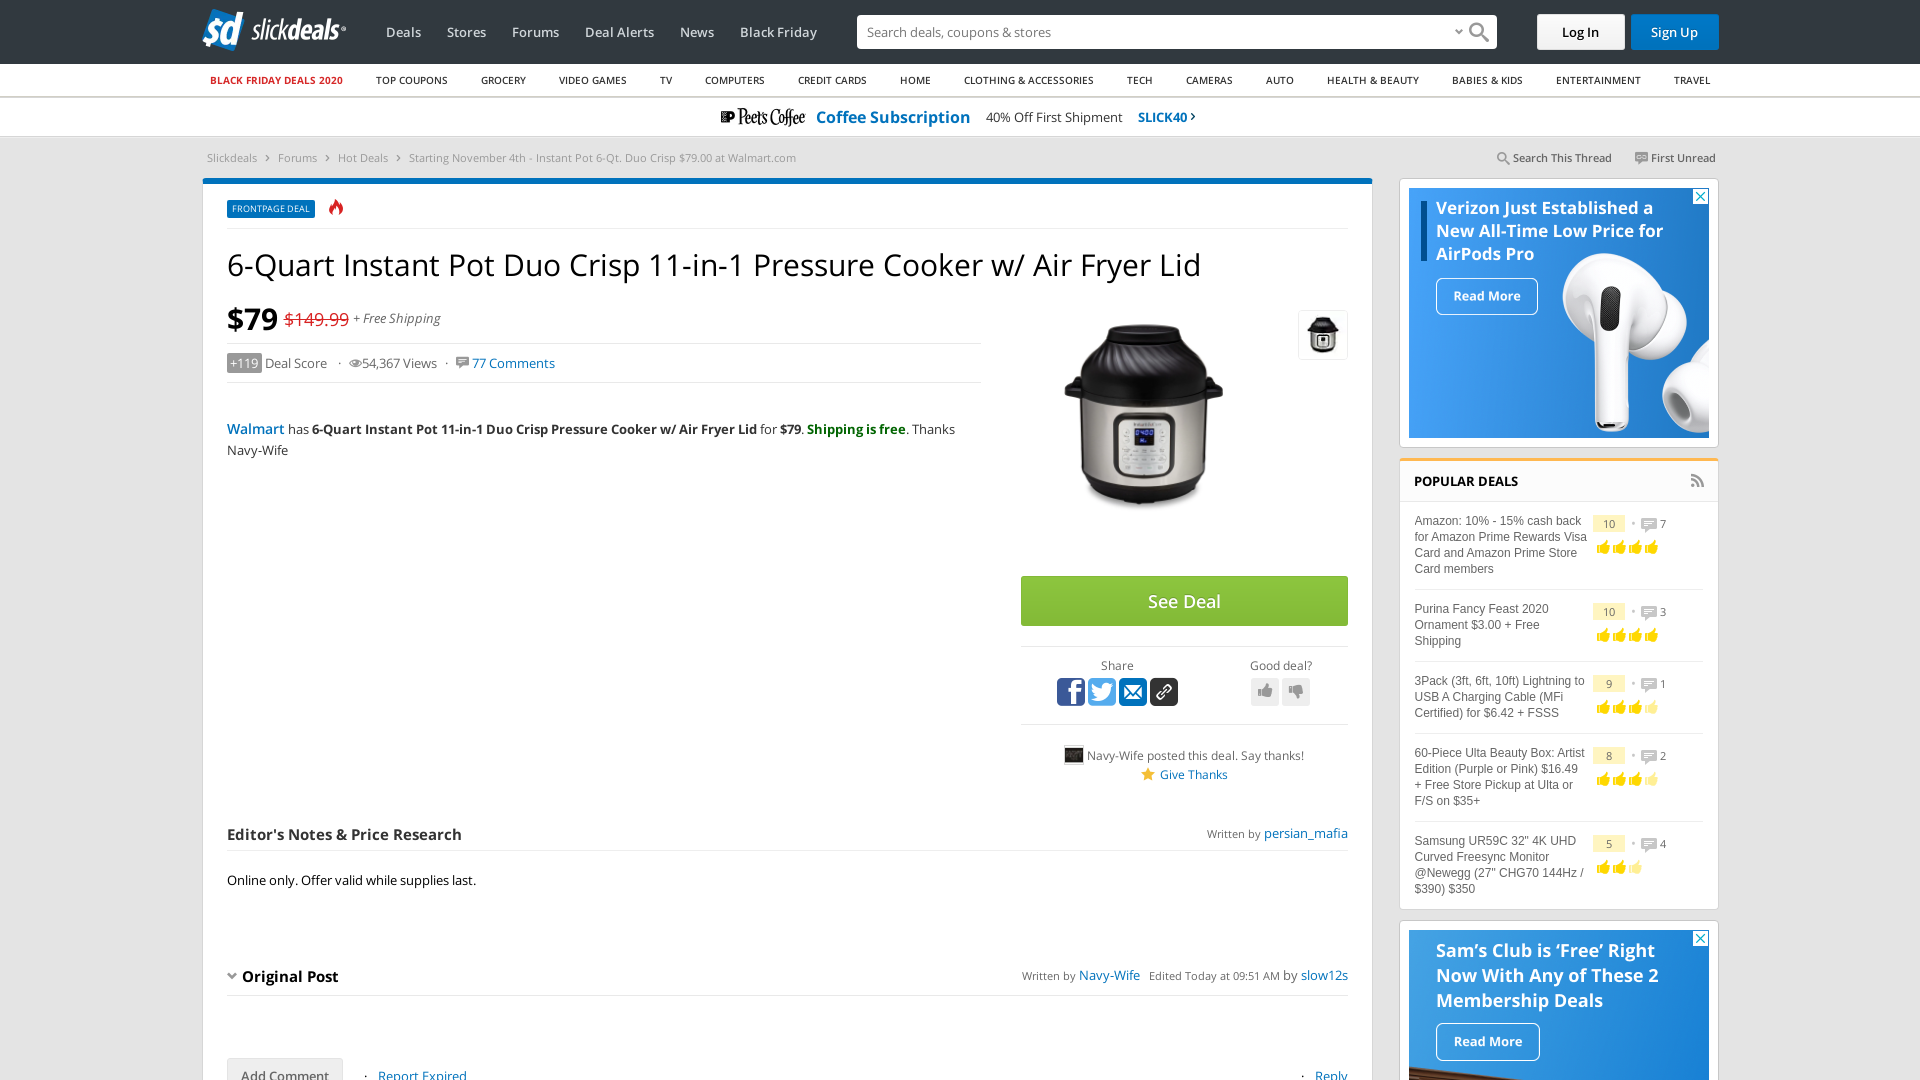 slickdeals
Deals
Stores
Forums
Deal Alerts
News
Black Friday
Search deals, coupons & stores
Log In
Sign Up
BLACK FRIDAY DEALS 2020
TOP COUPONS
GROCERY
VIDEO GAMES
TV
COMPUTERS
CREDIT CARDS
HOME
CLOTHING & ACCESSORIES
TECH
CAMERAS
AUTO
HEALTH & BEAUTY
BABIES & KIDS
ENTERTAINMENT
TRAVEL
Peet's Coffee Coffee Subscription 40% Off First Shipment SLICK40
Slickdeals > Forums > Hot Deals > Starting November 4th - Instant Pot 6-Qt. Duo Crisp $79.00 at Walmart.com
Search This Thread
First Unread
FRONTPAGE DEAL
6-Quart Instant Pot Duo Crisp 11-in-1 Pressure Cooker w/ Air Fryer Lid
$79 $149.99 + Free Shipping
+119 Deal Score · 54,367 Views · 77 Comments
Walmart has 6-Quart Instant Pot 11-in-1 Duo Crisp Pressure Cooker w/ Air Fryer Lid for $79. Shipping is free. Thanks
Navy-Wife
See Deal
Share
Good deal?
Navy-Wife posted this deal. Say thanks!
Give Thanks
Editor's Notes & Price Research
Written by persian_mafia
Online only. Offer valid while supplies last.
Original Post
Written by Navy-Wife Edited Today at 09:51 AM by slow12s
Add Comment
· Report Expired
· Reply
Verizon Just Established a
New All-Time Low Price for
AirPods Pro
Read More
POPULAR DEALS
Amazon: 10% - 15% cash back
for Amazon Prime Rewards Visa
Card and Amazon Prime Store
Card members
10 • 7
Purina Fancy Feast 2020
Ornament $3.00 + Free
Shipping
10 • 3
3Pack (3ft, 6ft, 10ft) Lightning to
USB A Charging Cable (MFi
Certified) for $6.42 + FSSS
9 • 1
60-Piece Ulta Beauty Box: Artist
Edition (Purple or Pink) $16.49
+ Free Store Pickup at Ulta or
F/S on $35+
8 • 2
Samsung UR59C 32" 4K UHD
Curved Freesync Monitor
@Newegg (27" CHG70 144Hz /
$390) $350
5 • 4
Sam's Club is ‘Free’ Right
Now With Any of These 2
Membership Deals
Read More